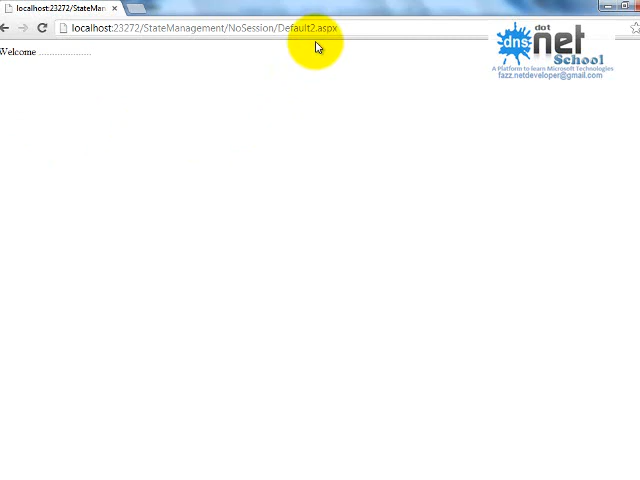 localhost:23272/StateMan
localhost:23272/StateManagement/NoSession/Default2.aspx
Welcome .....................
dot
dns net
School
A Platform to learn Microsoft Technologies
fazz.netdeveloper@gmail.com